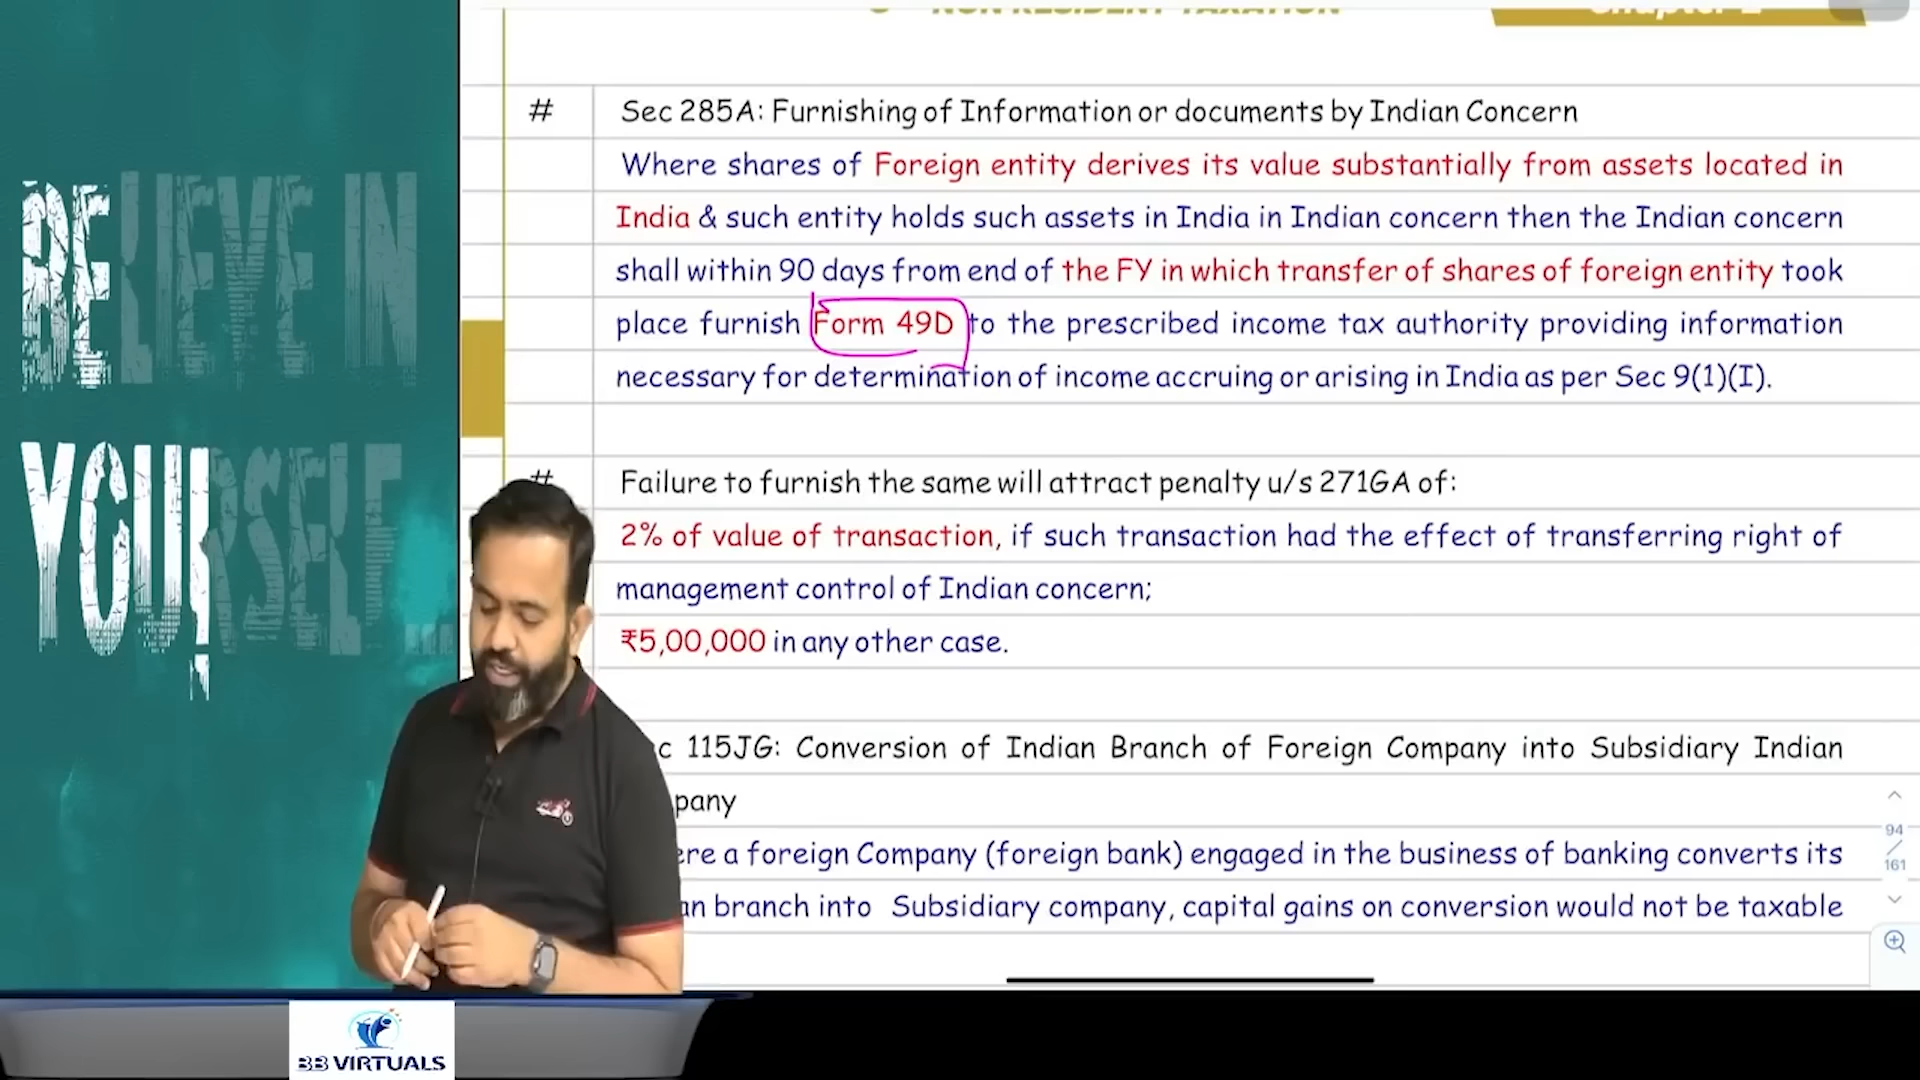 NON RESIDENT TAXATION
Chapter 2
# Sec 285A: Furnishing of Information or documents by Indian Concern
Where shares of Foreign entity derives its value substantially from assets located in
India & such entity holds such assets in India in Indian concern then the Indian concern
shall within 90 days from end of the FY in which transfer of shares of foreign entity took
place furnish Form 49D to the prescribed income tax authority providing information
necessary for determination of income accruing or arising in India as per Sec 9(1)(I).
# Failure to furnish the same will attract penalty u/s 271GA of:
2% of value of transaction, if such transaction had the effect of transferring right of
management control of Indian concern;
₹5,00,000 in any other case.
115JG: Conversion of Indian Branch of Foreign Company into Subsidiary Indian
pany
ere a foreign Company (foreign bank) engaged in the business of banking converts its
an branch into Subsidiary company, capital gains on conversion would not be taxable
94
/
161
BELIEVE IN
YOURSELF...
BB VIRTUALS